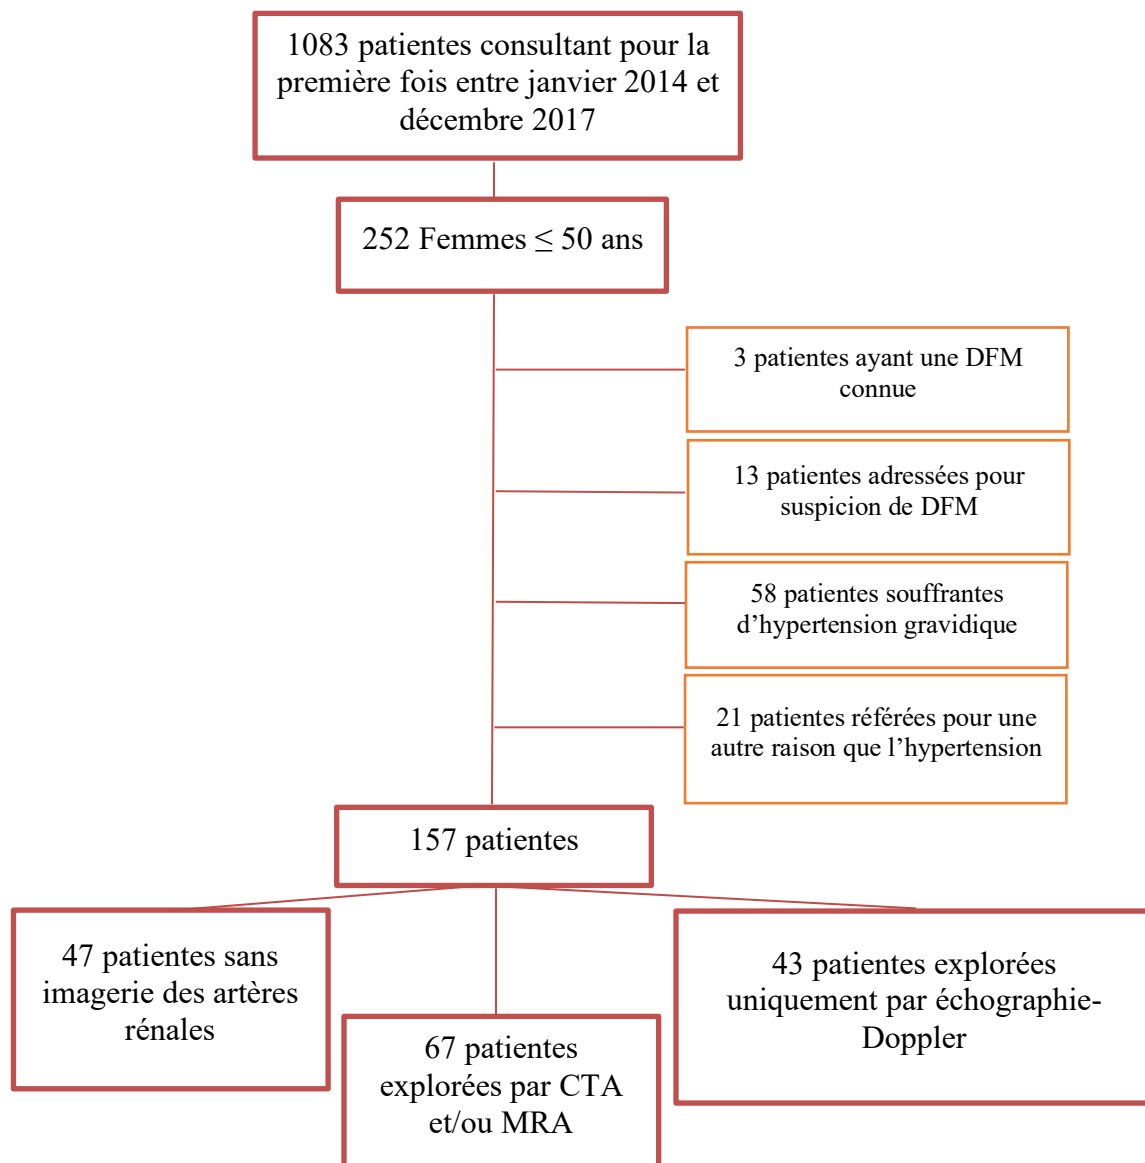 1083 patientes consultant pour la
première fois entre janvier 2014 et
décembre 2017
252 Femmes ≤ 50 ans
3 patientes ayant une DFM
connue
13 patientes adressées pour
suspicion de DFM
58 patientes souffrantes
d’hypertension gravidique
21 patientes référées pour une
autre raison que l’hypertension
157 patientes
47 patientes sans
imagerie des artères
rénales
67 patientes
explorées par CTA
et/ou MRA
43 patientes explorées
uniquement par échographie-
Doppler